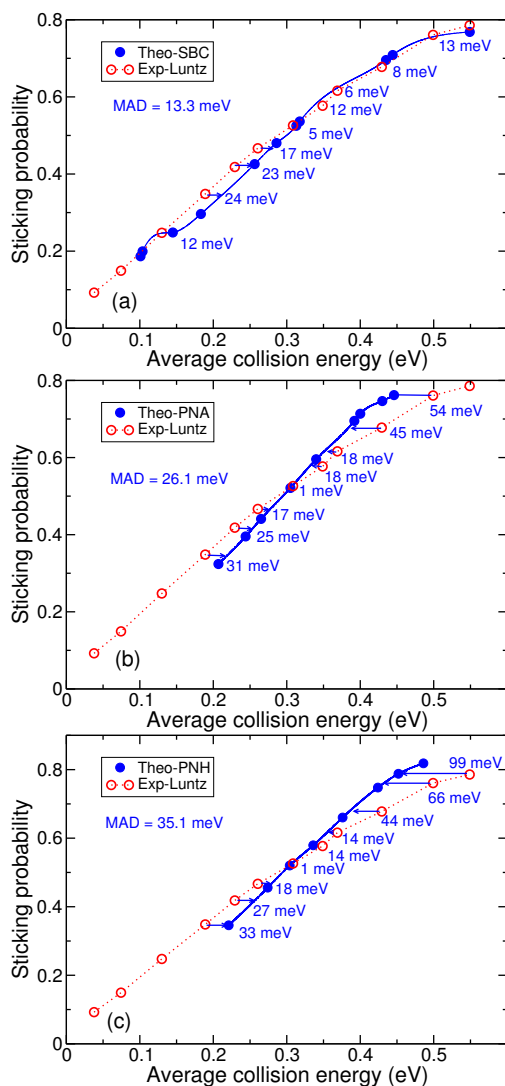 0.8
0.6
0.4
0.2
0
Sticking probability
Theo-SBC
Exp-Luntz
MAD = 13.3 meV
13 meV
8 meV
6 meV
12 meV
5 meV
17 meV
23 meV
24 meV
12 meV
(a)
0 0.1 0.2 0.3 0.4 0.5
Average collision energy (eV)
0.8
0.6
0.4
0.2
0
Sticking probability
Theo-PNA
Exp-Luntz
MAD = 26.1 meV
54 meV
45 meV
18 meV
18 meV
1 meV
17 meV
25 meV
31 meV
(b)
0 0.1 0.2 0.3 0.4 0.5
Average collision energy (eV)
0.8
0.6
0.4
0.2
0
Sticking probability
Theo-PNH
Exp-Luntz
MAD = 35.1 meV
99 meV
66 meV
44 meV
14 meV
14 meV
1 meV
18 meV
27 meV
33 meV
(c)
0 0.1 0.2 0.3 0.4 0.5
Average collision energy (eV)